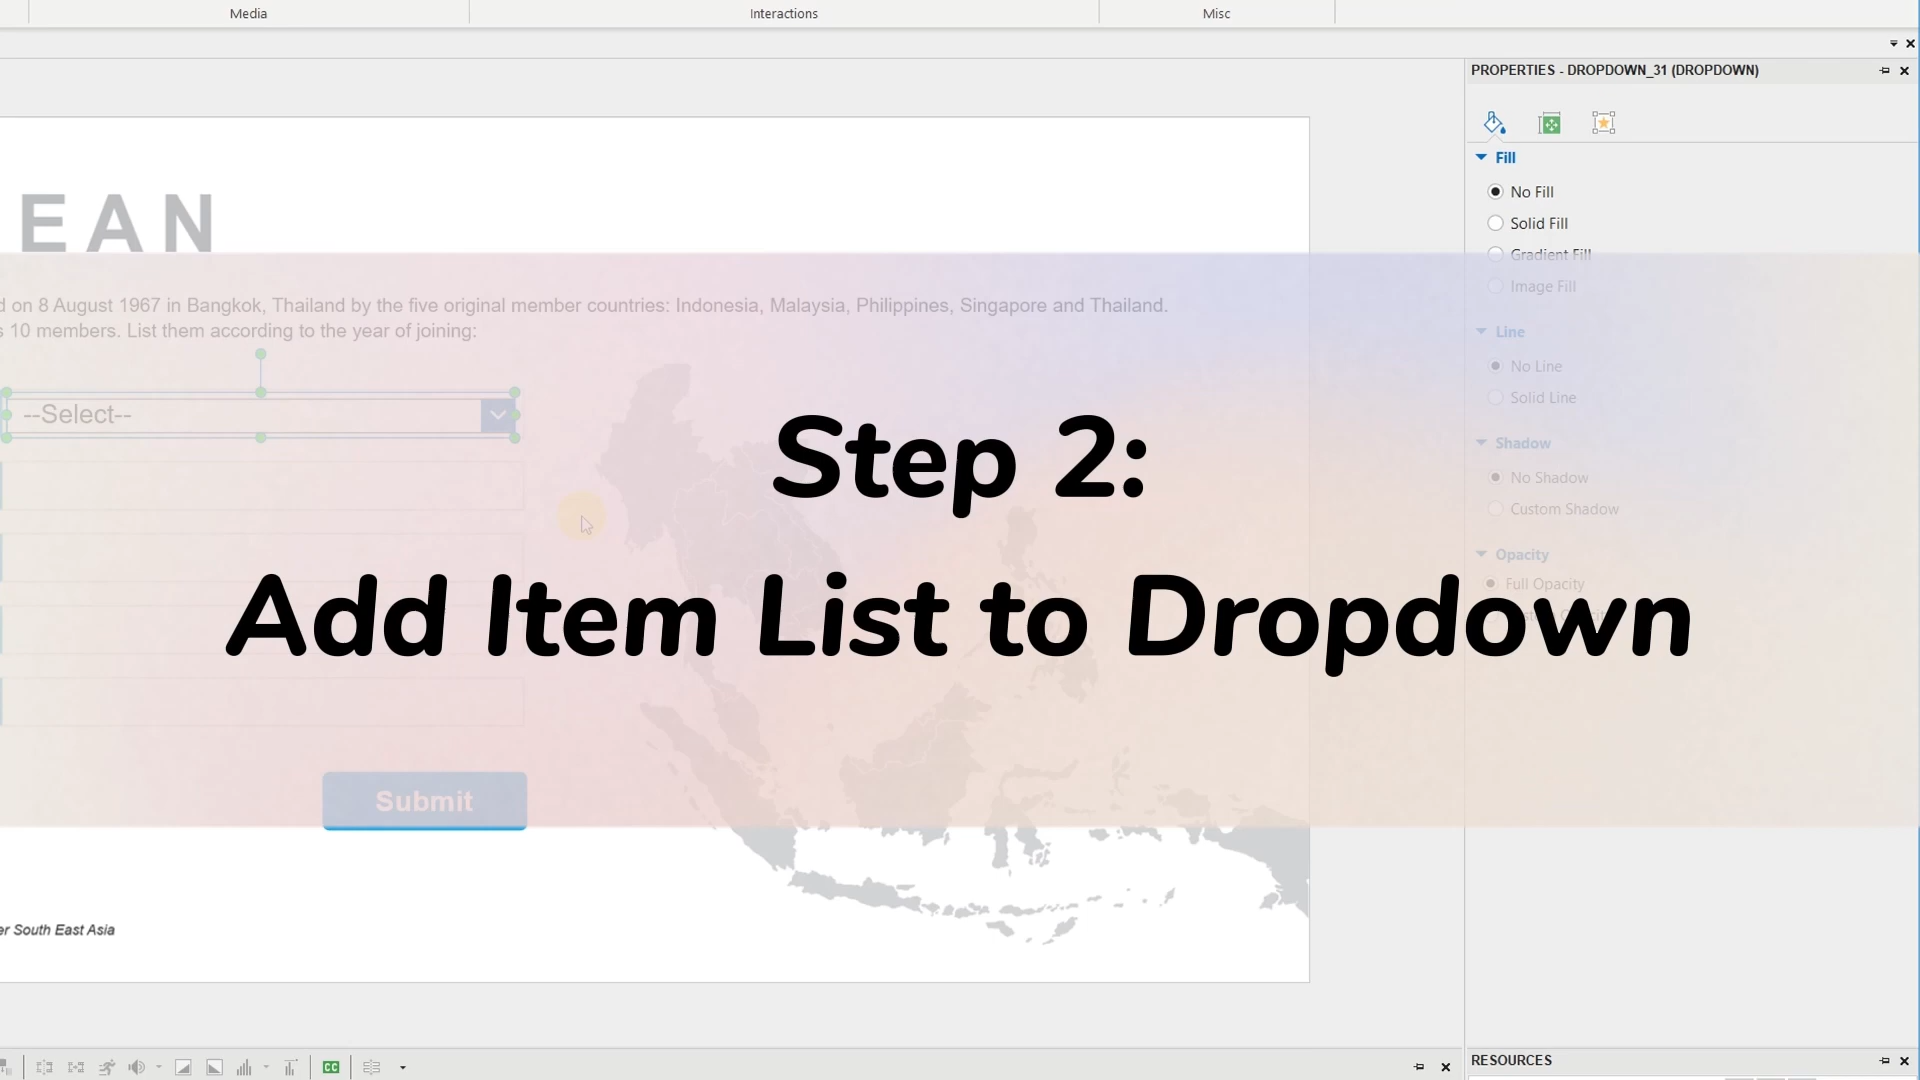 Media Interactions Misc
PROPERTIES - DROPDOWN_31 (DROPDOWN)
Fill
No Fill
Solid Fill
Gradient Fill
Image Fill
Line
No Line
Solid Line
Shadow
No Shadow
Custom Shadow
Opacity
Full Opacity
EAN
d on 8 August 1967 in Bangkok, Thailand by the five original member countries: Indonesia, Malaysia, Philippines, Singapore and Thailand.
s 10 members. List them according to the year of joining:
--Select--
Step 2:
Add Item List to Dropdown
Submit
er South East Asia
CC
RESOURCES